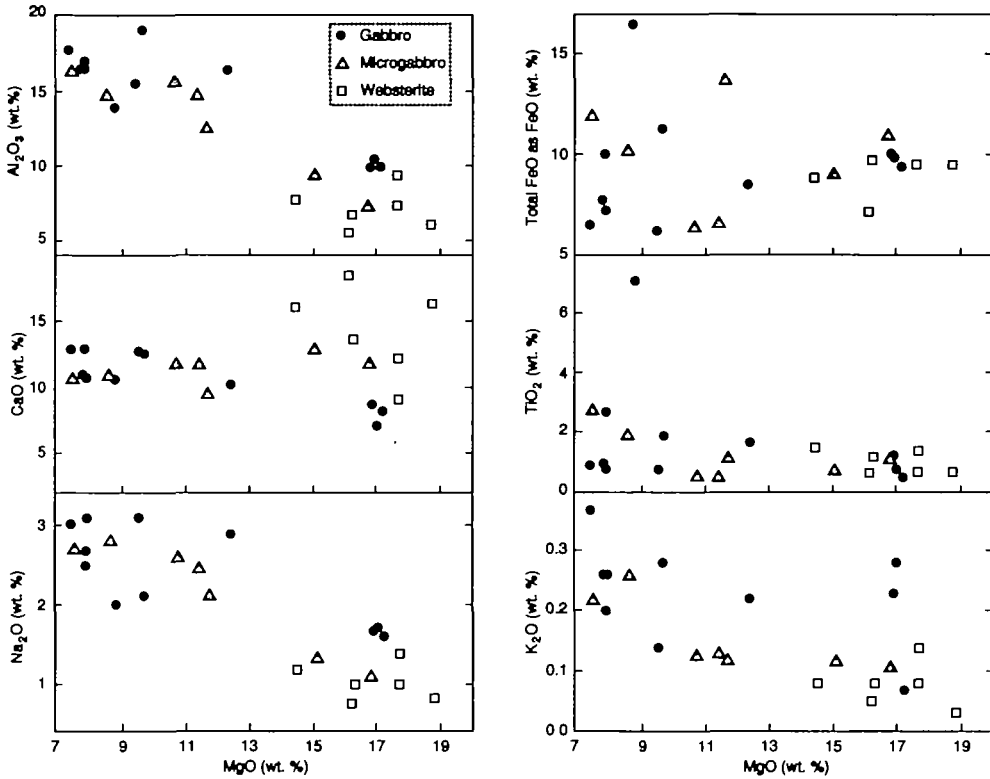 20
15
10
5
Al2O3 (wt. %)
Gabbro
Microgabbro
Websterite
15
10
5
CaO (wt. %)
3
2
1
Na2O (wt. %)
7 9 11 13 15 17 19
MgO (wt. %)
15
10
5
Total FeO as FeO (wt. %)
6
4
2
0
TiO2 (wt. %)
0.3
0.2
0.1
0 0
K2O (wt. %)
7 9 11 13 15 17 19
MgO (wt. %)